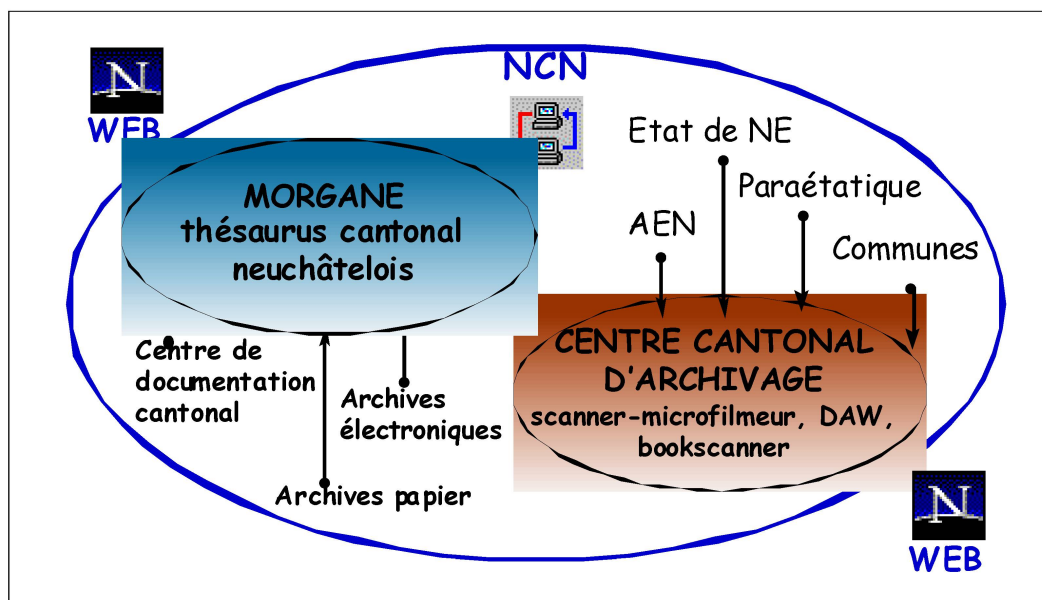 NCN
N
WEB
Etat de NE
Paraétatique
AEN
Communes
MORGANE
thésaurus cantonal
neuchâtelois
CENTRE CANTONAL
D'ARCHIVAGE
scanner-microfilmeur, DAW,
bookscanner
Centre de
documentation
cantonal
Archives
électroniques
Archives papier
N
WEB